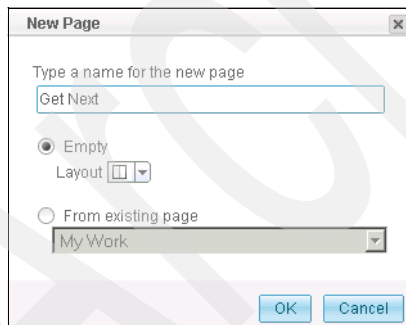 New Page
Type a name for the new page
Get Next
Empty
Layout
From existing page
My Work
OK Cancel